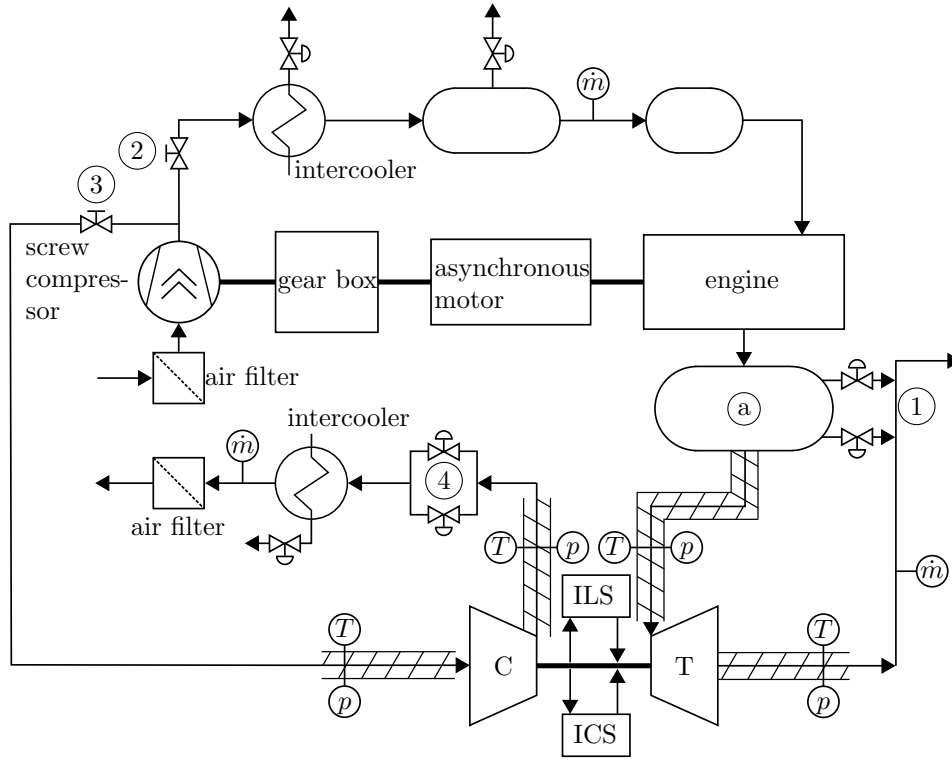 ṁ
2
intercooler
3
screw
compres-
sor
gear box
asynchronous
motor
engine
air filter
a
1
intercooler
ṁ
4
air filter
T
p
T
p
ṁ
ILS
T
T
C
T
p
p
ICS